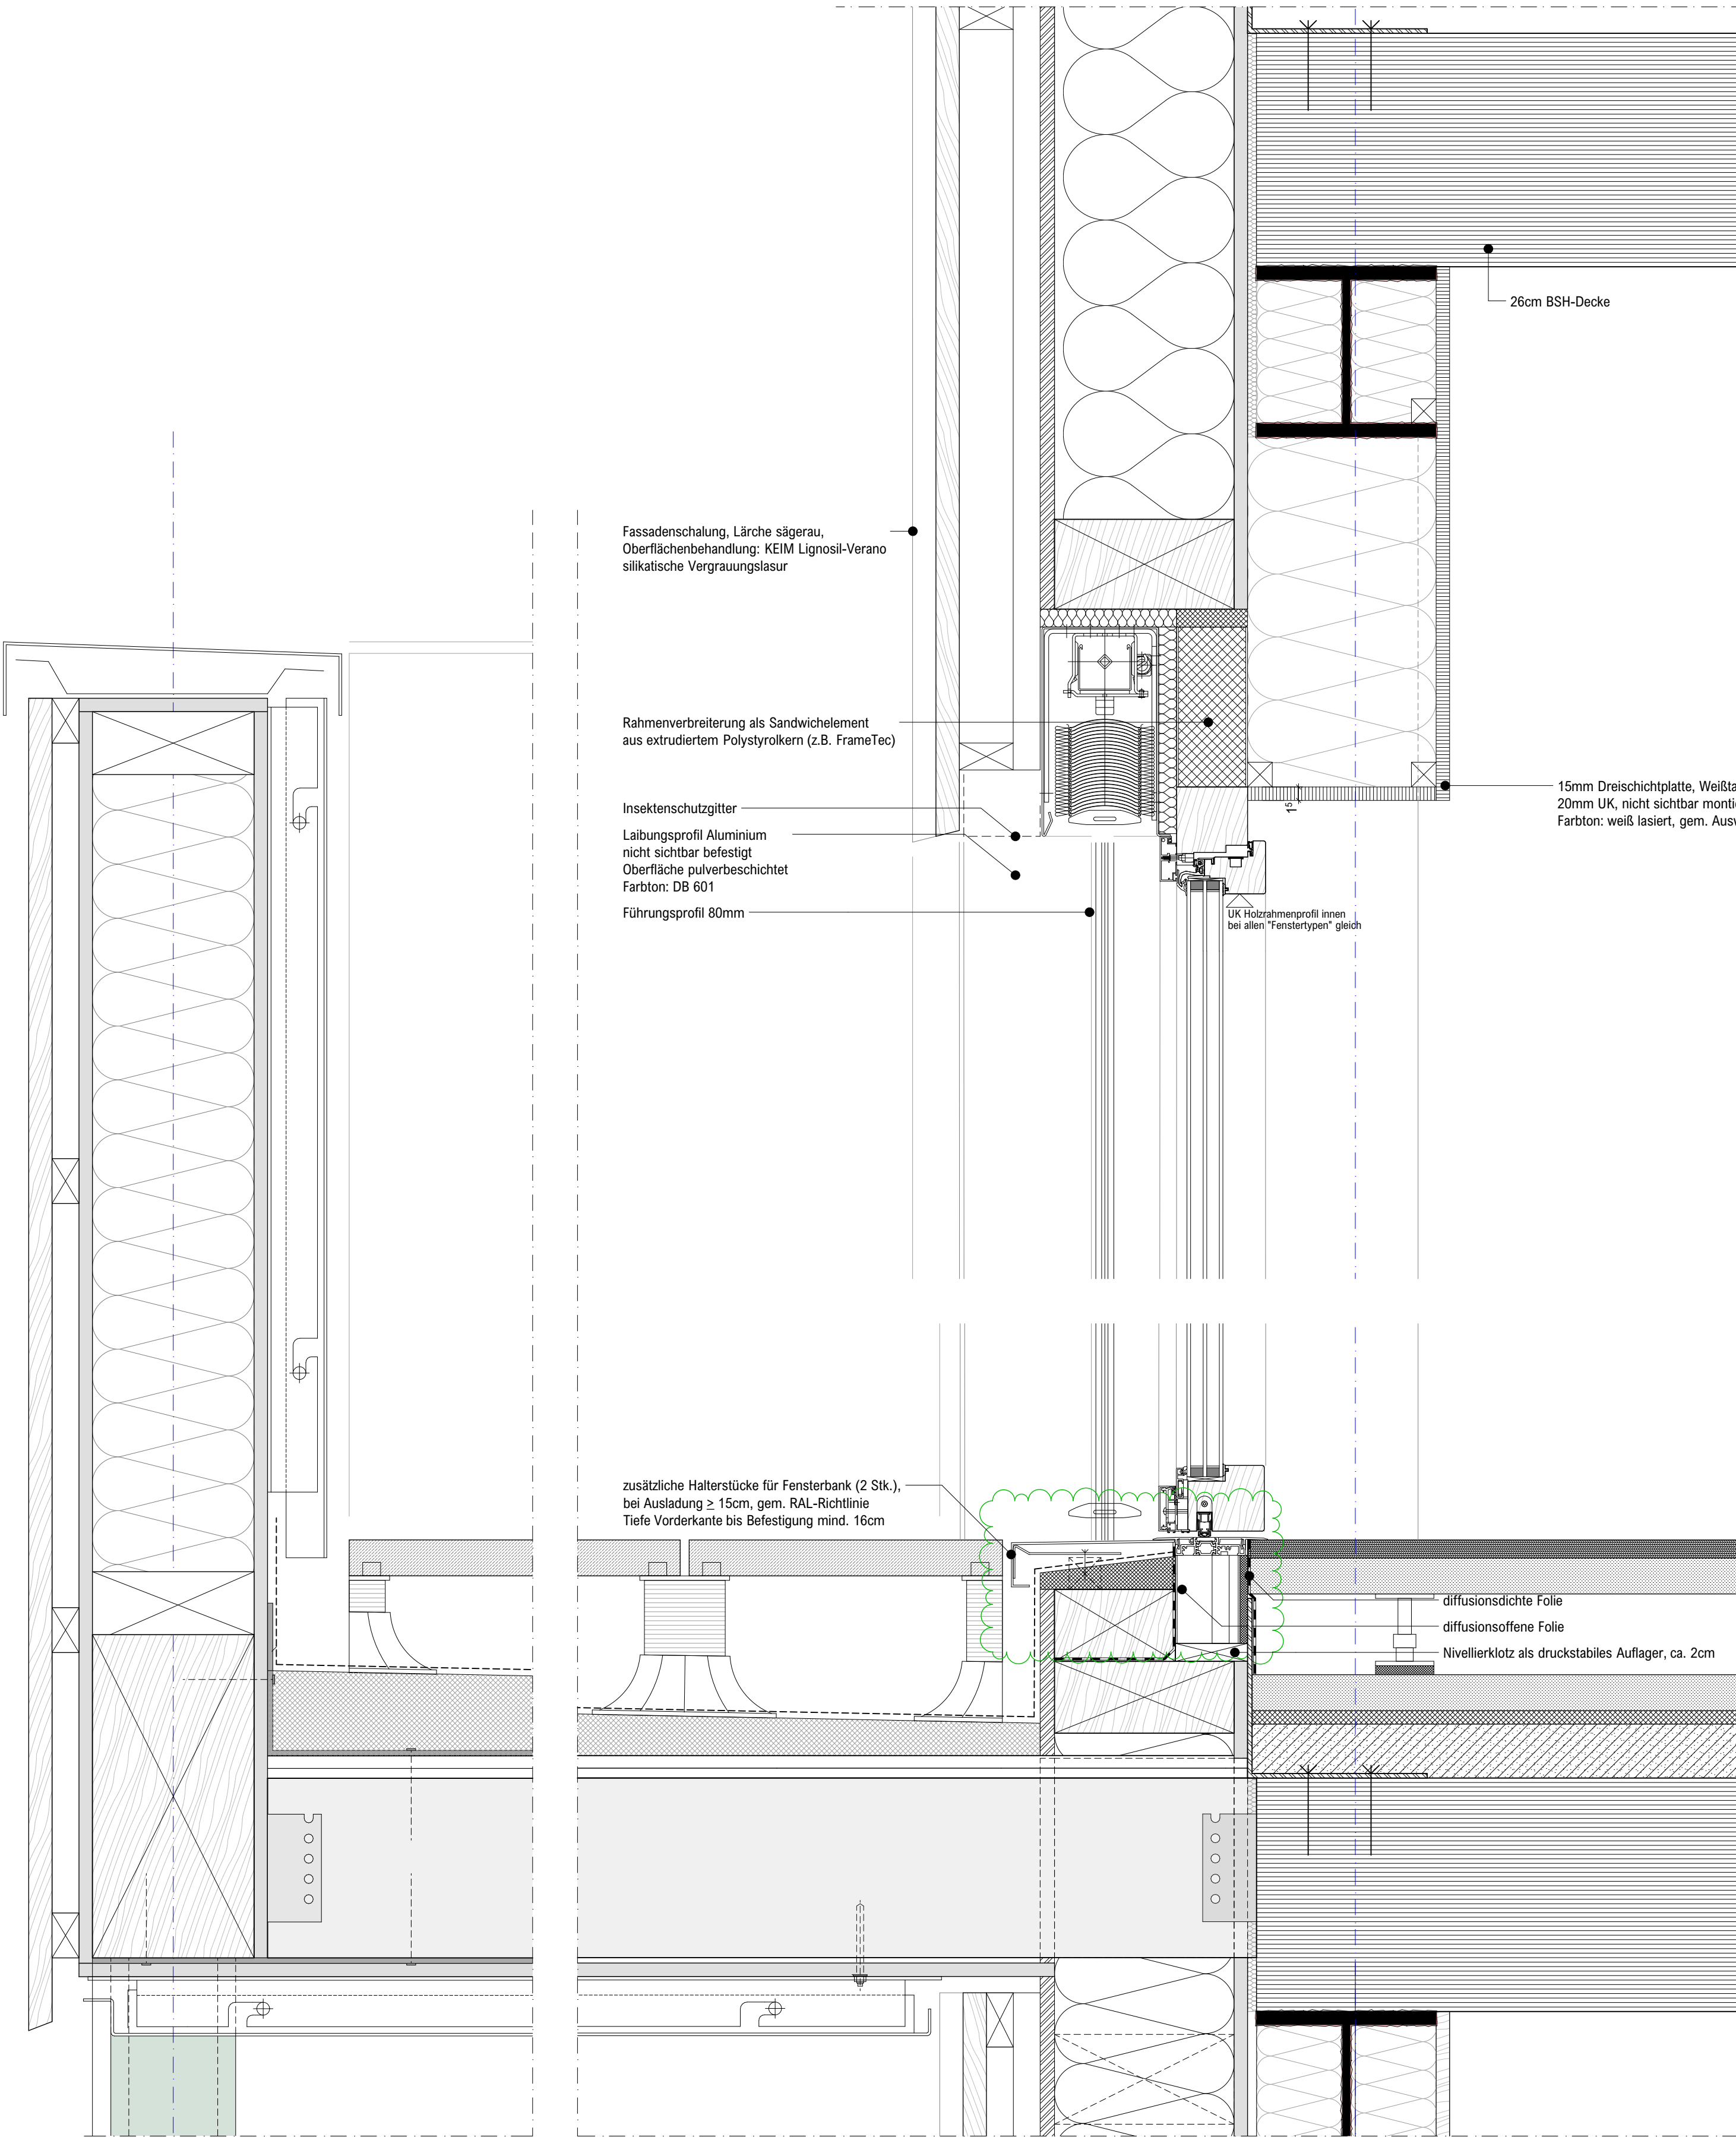 26cm BSH-Decke
Fassadenschalung, Lärche sägerau,
Oberflächenbehandlung: KEIM Lignosil-Verano
silikatische Vergrauungslasur
Rahmenverbreiterung als Sandwichelement
aus extrudiertem Polystyrolkern (z.B. FrameTec)
15mm Dreischichtplatte, Weißta
20mm UK, nicht sichtbar monti
Farbton: weiß lasiert, gem. Aus
15
Insektenschutzgitter
Laibungsprofil Aluminium
nicht sichtbar befestigt
Oberfläche pulverbeschichtet
Farbton: DB 601
Führungsprofil 80mm
UK Holzrahmenprofil innen
bei allen "Fenstertypen" gleich
zusätzliche Halterstücke für Fensterbank (2 Stk.),
bei Ausladung ≥ 15cm, gem. RAL-Richtlinie
Tiefe Vorderkante bis Befestigung mind. 16cm
diffusionsdichte Folie
diffusionsoffene Folie
Nivellierklotz als druckstabiles Auflager, ca. 2cm